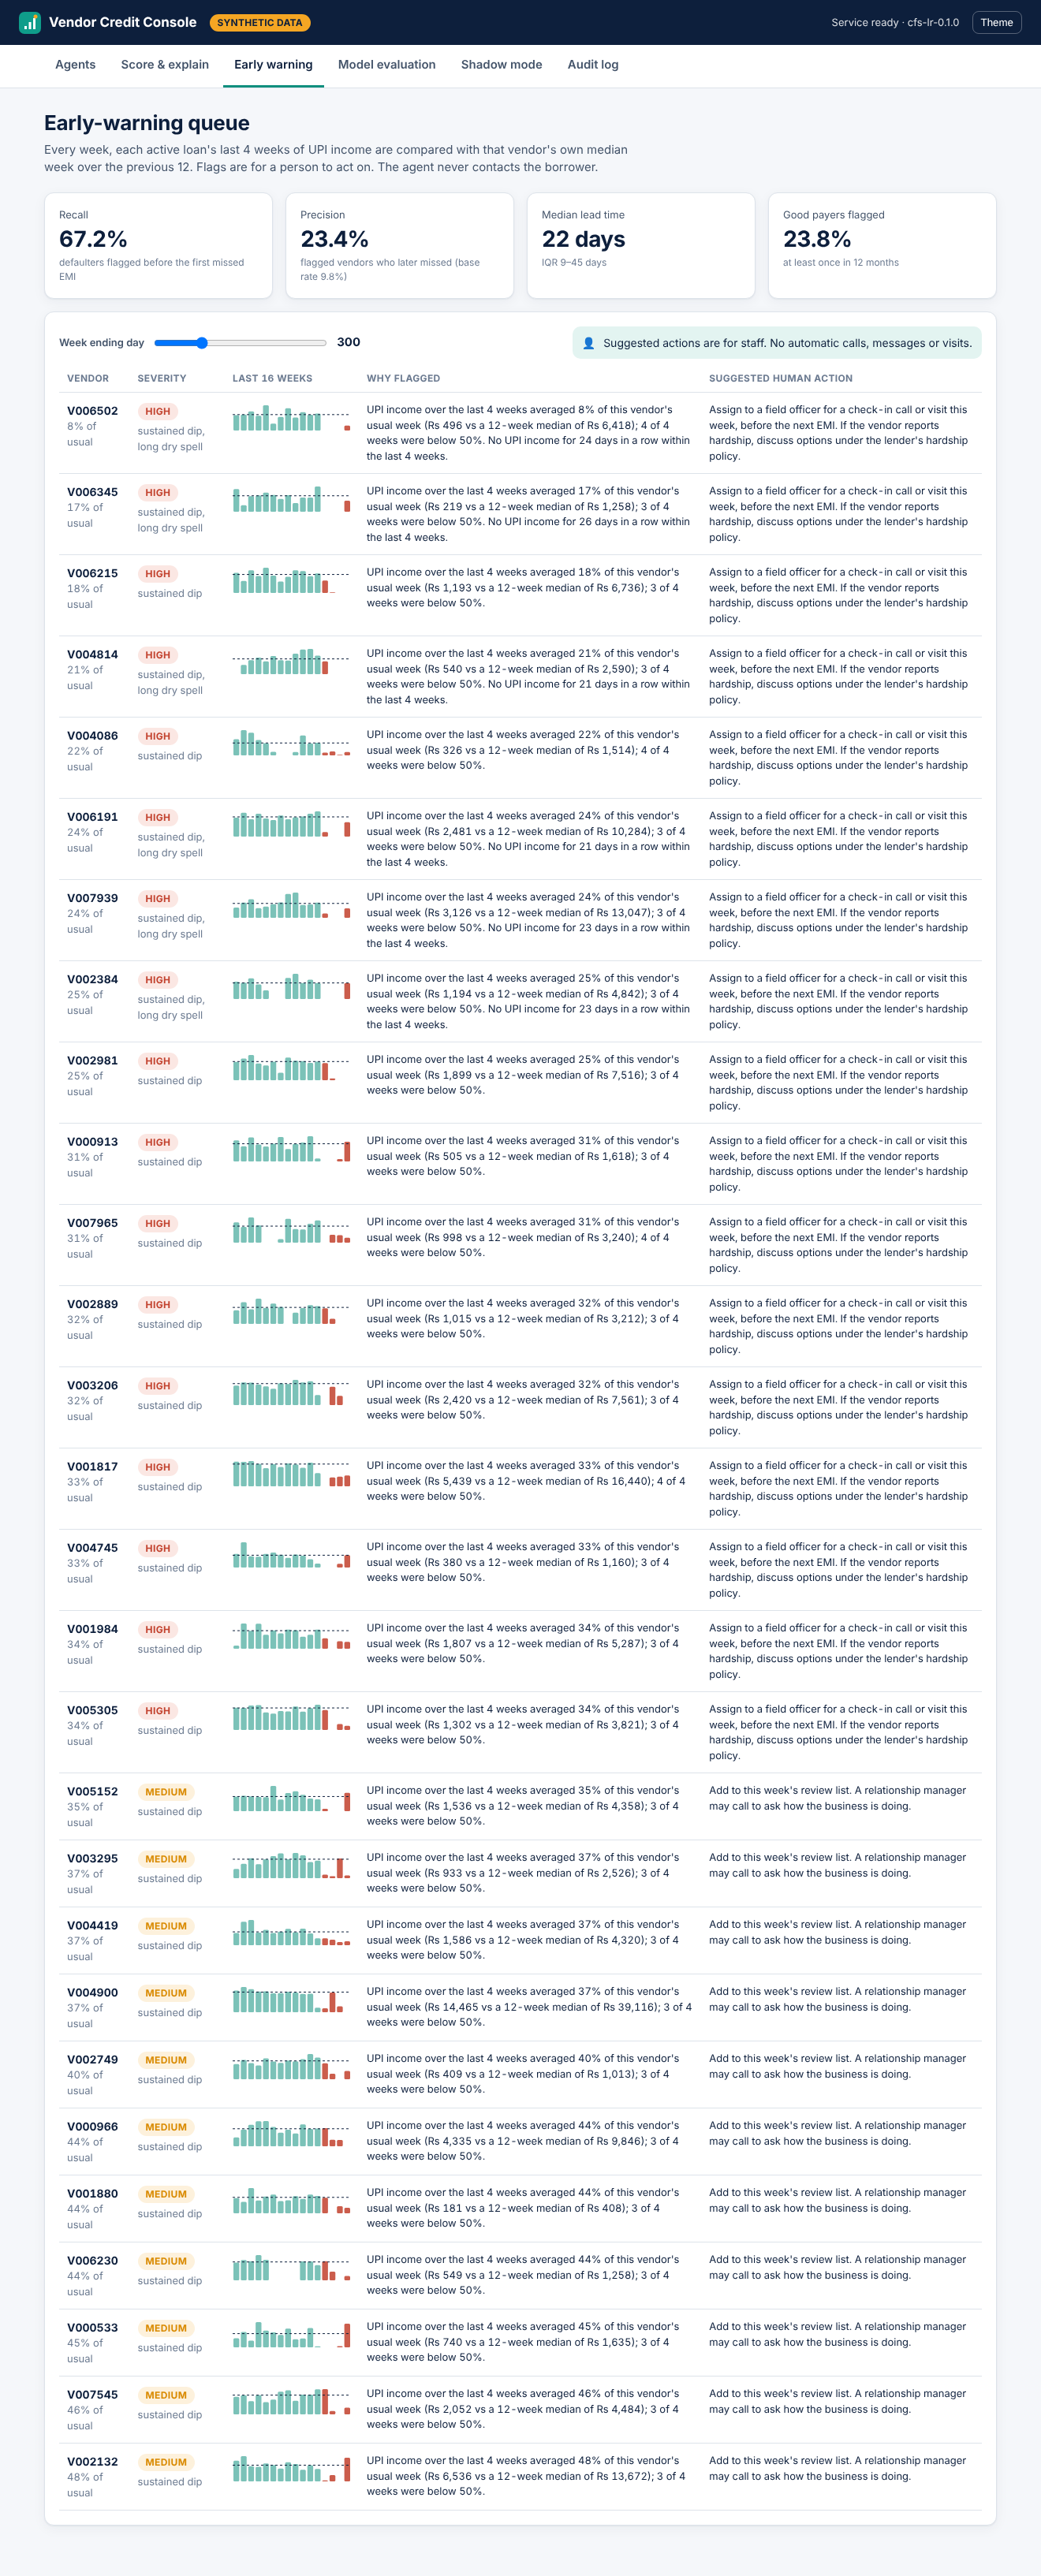 Vendor Credit Console
SYNTHETIC DATA
Service ready · cfs-lr-0.1.0
Theme
Agents
Score & explain
Early warning
Model evaluation
Shadow mode
Audit log
Early-warning queue
Every week, each active loan's last 4 weeks of UPI income are compared with that vendor's own median
week over the previous 12. Flags are for a person to act on. The agent never contacts the borrower.
Recall
67.2%
defaulters flagged before the first missed
EMI
Precision
23.4%
flagged vendors who later missed (base
rate 9.8%)
Median lead time
22 days
IQR 9–45 days
Good payers flagged
23.8%
at least once in 12 months
Week ending day
300
Suggested actions are for staff. No automatic calls, messages or visits.
VENDOR
SEVERITY
LAST 16 WEEKS
WHY FLAGGED
SUGGESTED HUMAN ACTION
V006502
8% of
usual
HIGH
sustained dip,
long dry spell
UPI income over the last 4 weeks averaged 8% of this vendor's
usual week (Rs 496 vs a 12-week median of Rs 6,418); 4 of 4
weeks were below 50%. No UPI income for 24 days in a row within
the last 4 weeks.
Assign to a field officer for a check-in call or visit this
week, before the next EMI. If the vendor reports
hardship, discuss options under the lender's hardship
policy.
V006345
17% of
usual
HIGH
sustained dip,
long dry spell
UPI income over the last 4 weeks averaged 17% of this vendor's
usual week (Rs 219 vs a 12-week median of Rs 1,258); 3 of 4
weeks were below 50%. No UPI income for 26 days in a row within
the last 4 weeks.
Assign to a field officer for a check-in call or visit this
week, before the next EMI. If the vendor reports
hardship, discuss options under the lender's hardship
policy.
V006215
18% of
usual
HIGH
sustained dip
UPI income over the last 4 weeks averaged 18% of this vendor's
usual week (Rs 1,193 vs a 12-week median of Rs 6,736); 3 of 4
weeks were below 50%.
Assign to a field officer for a check-in call or visit this
week, before the next EMI. If the vendor reports
hardship, discuss options under the lender's hardship
policy.
V004814
21% of
usual
HIGH
sustained dip,
long dry spell
UPI income over the last 4 weeks averaged 21% of this vendor's
usual week (Rs 540 vs a 12-week median of Rs 2,590); 3 of 4
weeks were below 50%. No UPI income for 21 days in a row within
the last 4 weeks.
Assign to a field officer for a check-in call or visit this
week, before the next EMI. If the vendor reports
hardship, discuss options under the lender's hardship
policy.
V004086
22% of
usual
HIGH
sustained dip
UPI income over the last 4 weeks averaged 22% of this vendor's
usual week (Rs 326 vs a 12-week median of Rs 1,514); 4 of 4
weeks were below 50%.
Assign to a field officer for a check-in call or visit this
week, before the next EMI. If the vendor reports
hardship, discuss options under the lender's hardship
policy.
V006191
24% of
usual
HIGH
sustained dip,
long dry spell
UPI income over the last 4 weeks averaged 24% of this vendor's
usual week (Rs 2,481 vs a 12-week median of Rs 10,284); 3 of 4
weeks were below 50%. No UPI income for 21 days in a row within
the last 4 weeks.
Assign to a field officer for a check-in call or visit this
week, before the next EMI. If the vendor reports
hardship, discuss options under the lender's hardship
policy.
V007939
24% of
usual
HIGH
sustained dip,
long dry spell
UPI income over the last 4 weeks averaged 24% of this vendor's
usual week (Rs 3,126 vs a 12-week median of Rs 13,047); 3 of 4
weeks were below 50%. No UPI income for 23 days in a row within
the last 4 weeks.
Assign to a field officer for a check-in call or visit this
week, before the next EMI. If the vendor reports
hardship, discuss options under the lender's hardship
policy.
V002384
25% of
usual
HIGH
sustained dip,
long dry spell
UPI income over the last 4 weeks averaged 25% of this vendor's
usual week (Rs 1,194 vs a 12-week median of Rs 4,842); 3 of 4
weeks were below 50%. No UPI income for 23 days in a row within
the last 4 weeks.
Assign to a field officer for a check-in call or visit this
week, before the next EMI. If the vendor reports
hardship, discuss options under the lender's hardship
policy.
V002981
25% of
usual
HIGH
sustained dip
UPI income over the last 4 weeks averaged 25% of this vendor's
usual week (Rs 1,899 vs a 12-week median of Rs 7,516); 3 of 4
weeks were below 50%.
Assign to a field officer for a check-in call or visit this
week, before the next EMI. If the vendor reports
hardship, discuss options under the lender's hardship
policy.
V000913
31% of
usual
HIGH
sustained dip
UPI income over the last 4 weeks averaged 31% of this vendor's
usual week (Rs 505 vs a 12-week median of Rs 1,618); 3 of 4
weeks were below 50%.
Assign to a field officer for a check-in call or visit this
week, before the next EMI. If the vendor reports
hardship, discuss options under the lender's hardship
policy.
V007965
31% of
usual
HIGH
sustained dip
UPI income over the last 4 weeks averaged 31% of this vendor's
usual week (Rs 998 vs a 12-week median of Rs 3,240); 4 of 4
weeks were below 50%.
Assign to a field officer for a check-in call or visit this
week, before the next EMI. If the vendor reports
hardship, discuss options under the lender's hardship
policy.
V002889
32% of
usual
HIGH
sustained dip
UPI income over the last 4 weeks averaged 32% of this vendor's
usual week (Rs 1,015 vs a 12-week median of Rs 3,212); 3 of 4
weeks were below 50%.
Assign to a field officer for a check-in call or visit this
week, before the next EMI. If the vendor reports
hardship, discuss options under the lender's hardship
policy.
V003206
32% of
usual
HIGH
sustained dip
UPI income over the last 4 weeks averaged 32% of this vendor's
usual week (Rs 2,420 vs a 12-week median of Rs 7,561); 3 of 4
weeks were below 50%.
Assign to a field officer for a check-in call or visit this
week, before the next EMI. If the vendor reports
hardship, discuss options under the lender's hardship
policy.
V001817
33% of
usual
HIGH
sustained dip
UPI income over the last 4 weeks averaged 33% of this vendor's
usual week (Rs 5,439 vs a 12-week median of Rs 16,440); 4 of 4
weeks were below 50%.
Assign to a field officer for a check-in call or visit this
week, before the next EMI. If the vendor reports
hardship, discuss options under the lender's hardship
policy.
V004745
33% of
usual
HIGH
sustained dip
UPI income over the last 4 weeks averaged 33% of this vendor's
usual week (Rs 380 vs a 12-week median of Rs 1,160); 3 of 4
weeks were below 50%.
Assign to a field officer for a check-in call or visit this
week, before the next EMI. If the vendor reports
hardship, discuss options under the lender's hardship
policy.
V001984
34% of
usual
HIGH
sustained dip
UPI income over the last 4 weeks averaged 34% of this vendor's
usual week (Rs 1,807 vs a 12-week median of Rs 5,287); 3 of 4
weeks were below 50%.
Assign to a field officer for a check-in call or visit this
week, before the next EMI. If the vendor reports
hardship, discuss options under the lender's hardship
policy.
V005305
34% of
usual
HIGH
sustained dip
UPI income over the last 4 weeks averaged 34% of this vendor's
usual week (Rs 1,302 vs a 12-week median of Rs 3,821); 3 of 4
weeks were below 50%.
Assign to a field officer for a check-in call or visit this
week, before the next EMI. If the vendor reports
hardship, discuss options under the lender's hardship
policy.
V005152
35% of
usual
MEDIUM
sustained dip
UPI income over the last 4 weeks averaged 35% of this vendor's
usual week (Rs 1,536 vs a 12-week median of Rs 4,358); 3 of 4
weeks were below 50%.
Add to this week's review list. A relationship manager
may call to ask how the business is doing.
V003295
37% of
usual
MEDIUM
sustained dip
UPI income over the last 4 weeks averaged 37% of this vendor's
usual week (Rs 933 vs a 12-week median of Rs 2,526); 3 of 4
weeks were below 50%.
Add to this week's review list. A relationship manager
may call to ask how the business is doing.
V004419
37% of
usual
MEDIUM
sustained dip
UPI income over the last 4 weeks averaged 37% of this vendor's
usual week (Rs 1,586 vs a 12-week median of Rs 4,320); 3 of 4
weeks were below 50%.
Add to this week's review list. A relationship manager
may call to ask how the business is doing.
V004900
37% of
usual
MEDIUM
sustained dip
UPI income over the last 4 weeks averaged 37% of this vendor's
usual week (Rs 14,465 vs a 12-week median of Rs 39,116); 3 of 4
weeks were below 50%.
Add to this week's review list. A relationship manager
may call to ask how the business is doing.
V002749
40% of
usual
MEDIUM
sustained dip
UPI income over the last 4 weeks averaged 40% of this vendor's
usual week (Rs 409 vs a 12-week median of Rs 1,013); 3 of 4
weeks were below 50%.
Add to this week's review list. A relationship manager
may call to ask how the business is doing.
V000966
44% of
usual
MEDIUM
sustained dip
UPI income over the last 4 weeks averaged 44% of this vendor's
usual week (Rs 4,335 vs a 12-week median of Rs 9,846); 3 of 4
weeks were below 50%.
Add to this week's review list. A relationship manager
may call to ask how the business is doing.
V001880
44% of
usual
MEDIUM
sustained dip
UPI income over the last 4 weeks averaged 44% of this vendor's
usual week (Rs 181 vs a 12-week median of Rs 408); 3 of 4
weeks were below 50%.
Add to this week's review list. A relationship manager
may call to ask how the business is doing.
V006230
44% of
usual
MEDIUM
sustained dip
UPI income over the last 4 weeks averaged 44% of this vendor's
usual week (Rs 549 vs a 12-week median of Rs 1,258); 3 of 4
weeks were below 50%.
Add to this week's review list. A relationship manager
may call to ask how the business is doing.
V000533
45% of
usual
MEDIUM
sustained dip
UPI income over the last 4 weeks averaged 45% of this vendor's
usual week (Rs 740 vs a 12-week median of Rs 1,635); 3 of 4
weeks were below 50%.
Add to this week's review list. A relationship manager
may call to ask how the business is doing.
V007545
46% of
usual
MEDIUM
sustained dip
UPI income over the last 4 weeks averaged 46% of this vendor's
usual week (Rs 2,052 vs a 12-week median of Rs 4,484); 3 of 4
weeks were below 50%.
Add to this week's review list. A relationship manager
may call to ask how the business is doing.
V002132
48% of
usual
MEDIUM
sustained dip
UPI income over the last 4 weeks averaged 48% of this vendor's
usual week (Rs 6,536 vs a 12-week median of Rs 13,672); 3 of 4
weeks were below 50%.
Add to this week's review list. A relationship manager
may call to ask how the business is doing.